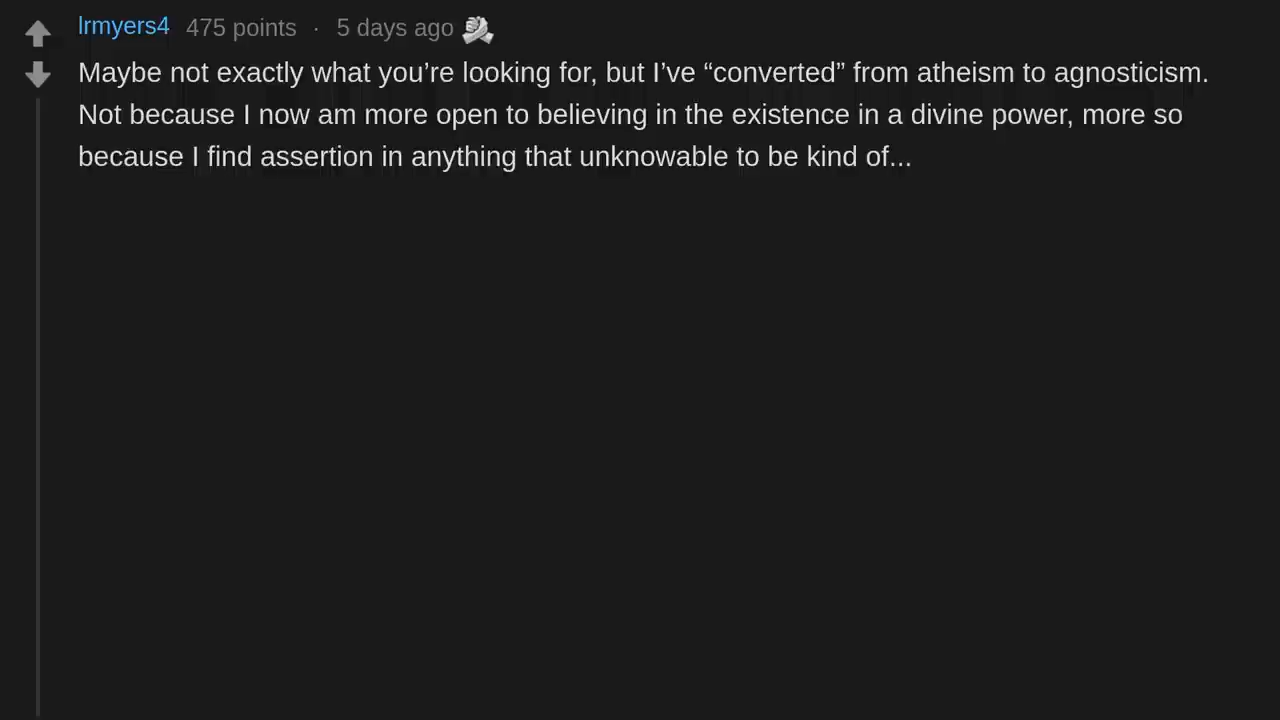 lrmyers4 475 points · 5 days ago
Maybe not exactly what you’re looking for, but I’ve “converted” from atheism to agnosticism.
Not because I now am more open to believing in the existence in a divine power, more so
because I find assertion in anything that unknowable to be kind of...